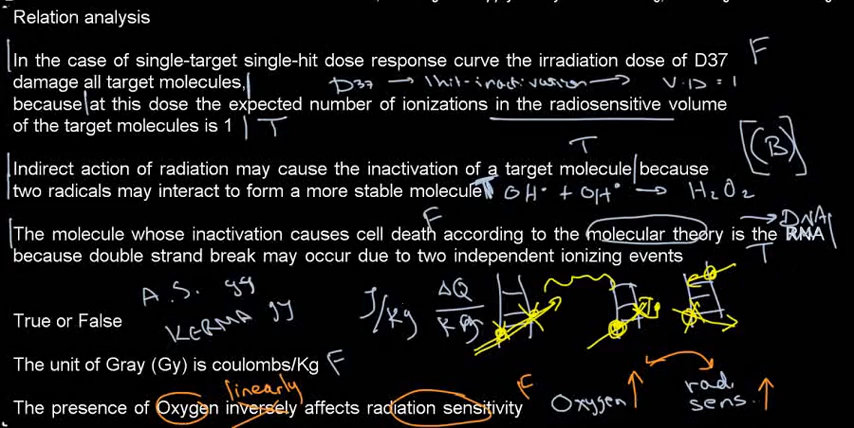 Relation analysis
In the case of single-target single-hit dose response curve the irradiation dose of D37 F
damage all target molecules, D37 → 1hit-inactivation → V.D = 1
because at this dose the expected number of ionizations in the radiosensitive volume
of the target molecules is 1 T
T [(B)]
Indirect action of radiation may cause the inactivation of a target molecule because
two radicals may interact to form a more stable molecule T OH• + OH• → H2O2
F → DNA
The molecule whose inactivation causes cell death according to the molecular theory is the RNA
because double strand break may occur due to two independent ionizing events T
A.S. gy
KERMA gy J/kg ΔQ/kg
True or False
The unit of Gray (Gy) is coulombs/Kg F
linearly
The presence of Oxygen inversely affects radiation sensitivity F Oxygen ↑ rad sens. ↑